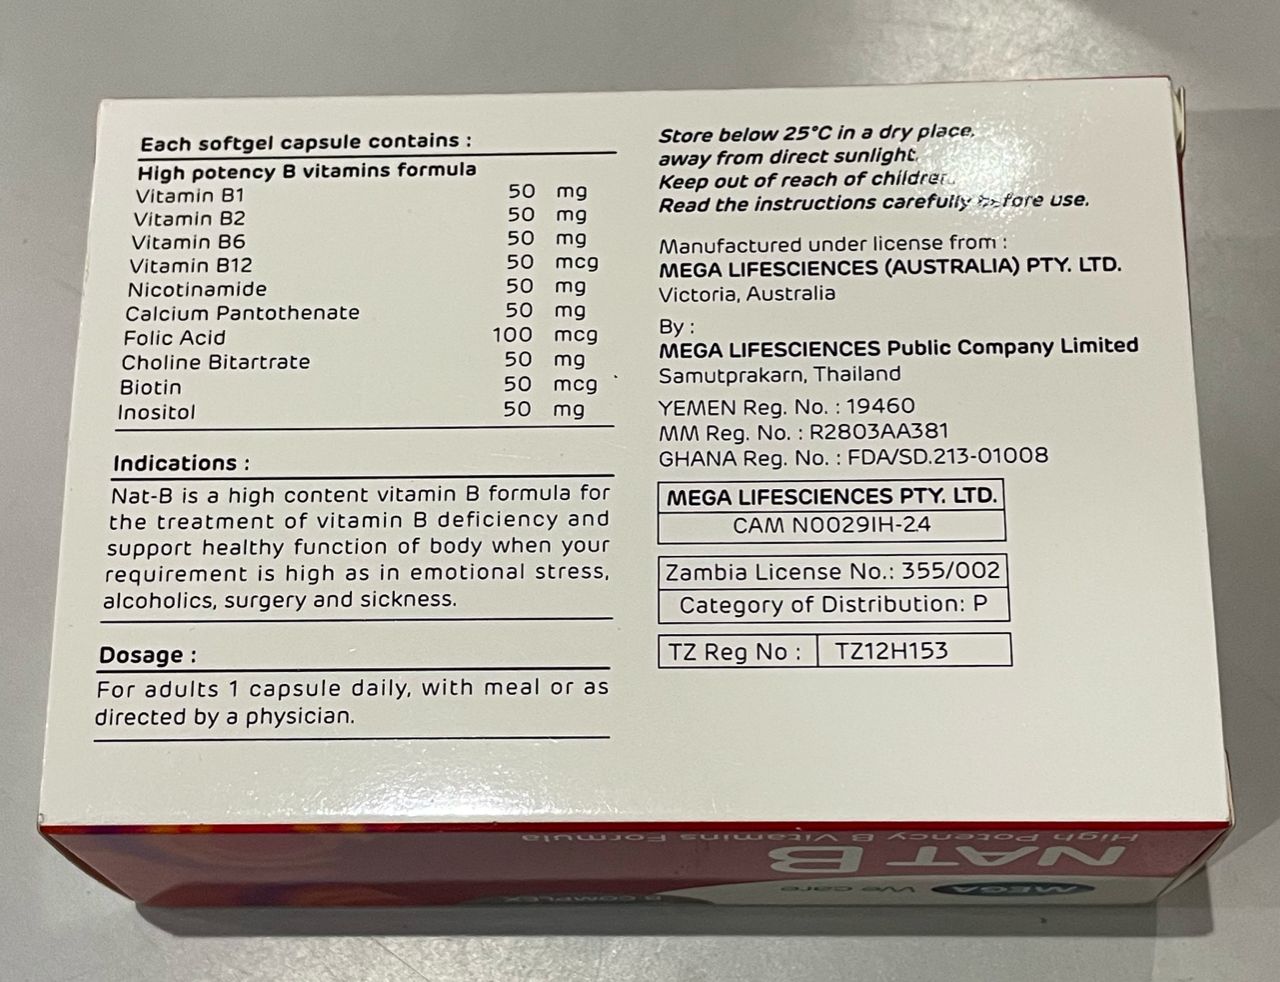 Each softgel capsule contains :
High potency B vitamins formula
Vitamin B1 50 mg
Vitamin B2 50 mg
Vitamin B6 50 mg
Vitamin B12 50 mcg
Nicotinamide 50 mg
Calcium Pantothenate 50 mg
Folic Acid 100 mcg
Choline Bitartrate 50 mg
Biotin 50 mcg
Inositol 50 mg
Indications :
Nat-B is a high content vitamin B formula for
the treatment of vitamin B deficiency and
support healthy function of body when your
requirement is high as in emotional stress,
alcoholics, surgery and sickness.
Dosage :
For adults 1 capsule daily, with meal or as
directed by a physician.
Store below 25°C in a dry place,
away from direct sunlight.
Keep out of reach of children.
Read the instructions carefully before use.
Manufactured under license from :
MEGA LIFESCIENCES (AUSTRALIA) PTY. LTD.
Victoria, Australia
By :
MEGA LIFESCIENCES Public Company Limited
Samutprakarn, Thailand
YEMEN Reg. No. : 19460
MM Reg. No. : R2803AA381
GHANA Reg. No. : FDA/SD.213-01008
MEGA LIFESCIENCES PTY. LTD.
CAM N0029IH-24
Zambia License No.: 355/002
Category of Distribution: P
TZ Reg No : TZ12H153
High Potency B Vitamins Formula
NAT B
MEGA We care
B COMPLEX